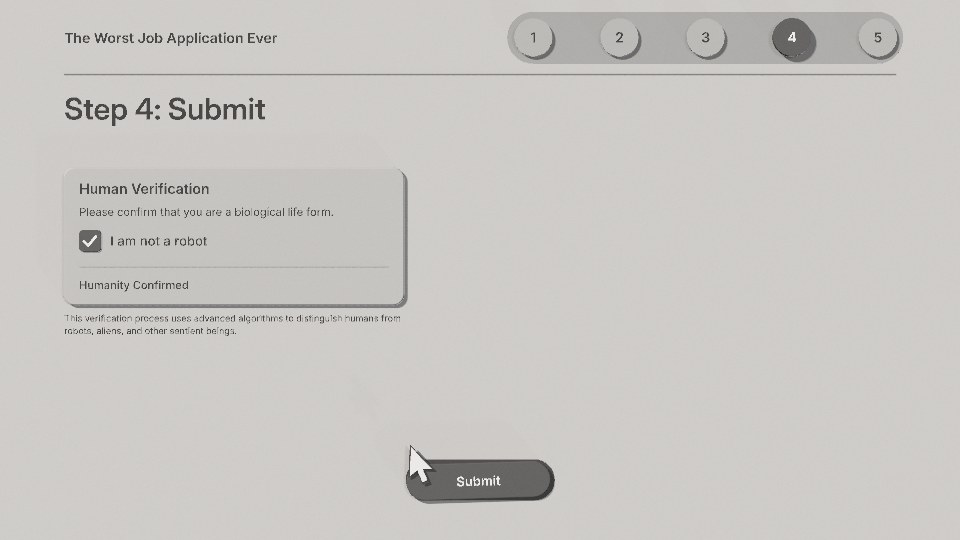 The Worst Job Application Ever
1 2 3 4 5
Step 4: Submit
Human Verification
Please confirm that you are a biological life form.
I am not a robot
Humanity Confirmed
This verification process uses advanced algorithms to distinguish humans from
robots, aliens, and other sentient beings.
Submit